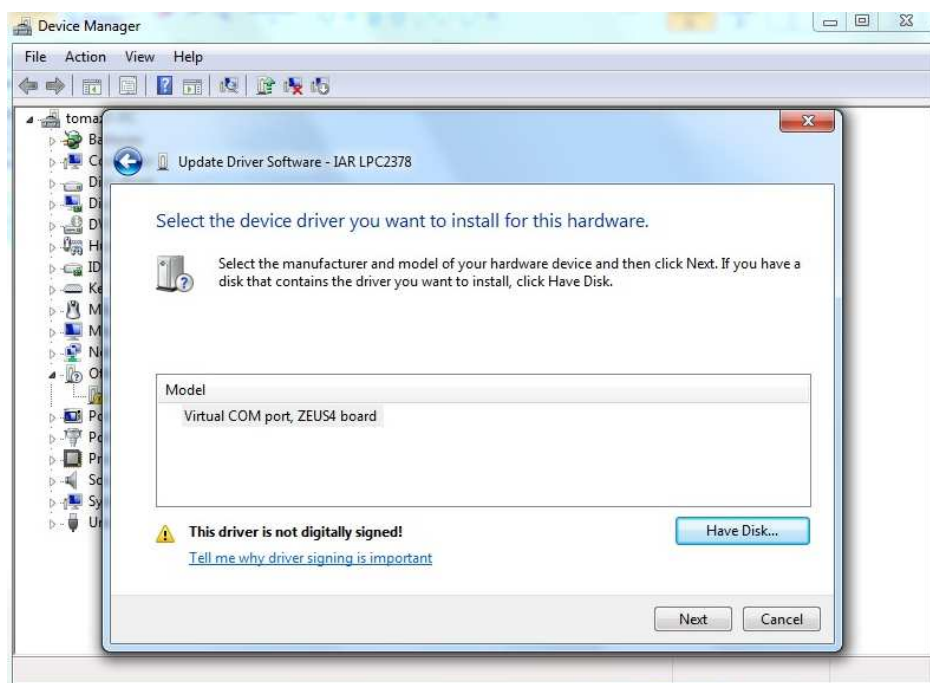 Device Manager
File Action View Help
Update Driver Software - IAR LPC2378
Select the device driver you want to install for this hardware.
Select the manufacturer and model of your hardware device and then click Next. If you have a
disk that contains the driver you want to install, click Have Disk.
Model
Virtual COM port, ZEUS4 board
This driver is not digitally signed!
Have Disk...
Tell me why driver signing is important
Next Cancel